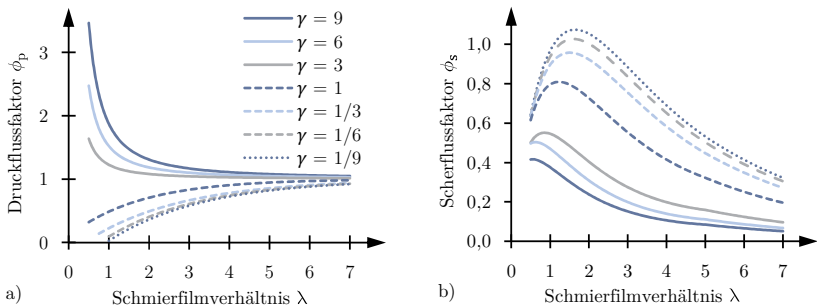 γ = 9
γ = 6
γ = 3
γ = 1
γ = 1/3
γ = 1/6
γ = 1/9
Druckflussfaktor ϕp
3
2
1
0
0 1 2 3 4 5 6 7
Schmierfilmverhältnis λ
a)
Scherflussfaktor ϕs
1,0
0,8
0,6
0,4
0,2
0,0
0 1 2 3 4 5 6 7
Schmierfilmverhältnis λ
b)